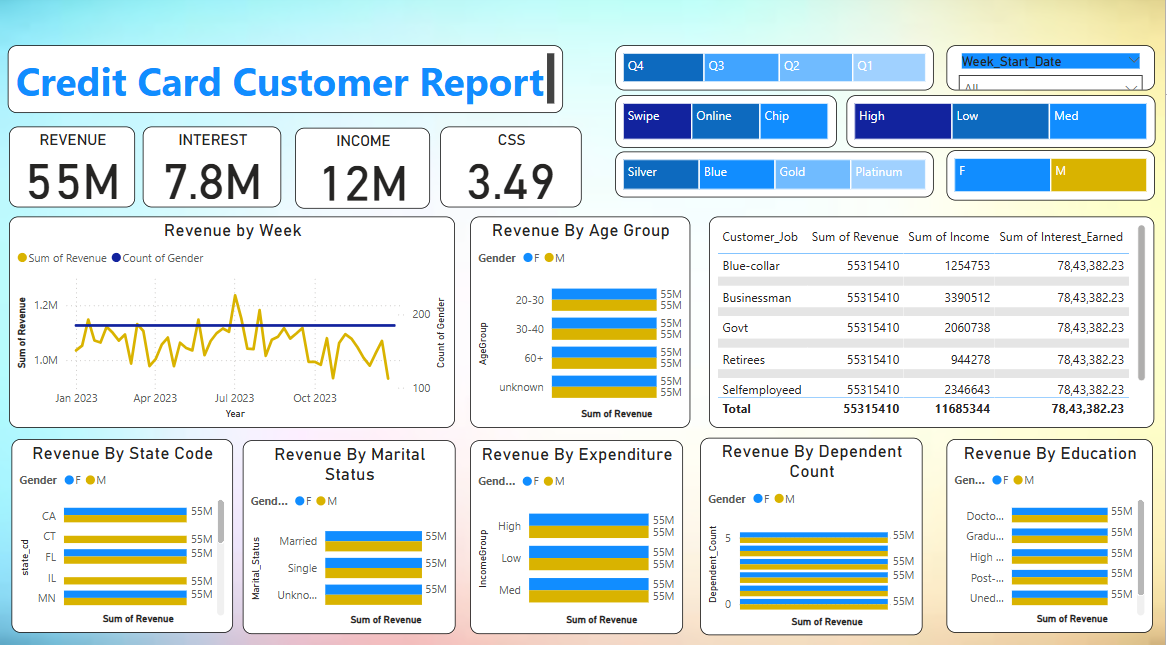 Credit Card Customer Report
Q4 Q3 Q2 Q1
Week_Start_Date
All
Swipe Online Chip
High Low Med
Silver Blue Gold Platinum
F M
REVENUE
55M
INTEREST
7.8M
INCOME
12M
CSS
3.49
Revenue by Week
Sum of Revenue Count of Gender
Sum of Revenue
1.2M
1.0M
Count of Gender
200
100
Jan 2023 Apr 2023 Jul 2023 Oct 2023
Year
Revenue By Age Group
Gender F M
AgeGroup
20-30 55M
55M
30-40 55M
55M
60+ 55M
55M
unknown 55M
55M
Sum of Revenue
Customer_Job Sum of Revenue Sum of Income Sum of Interest_Earned
Blue-collar 55315410 1254753 78,43,382.23
Businessman 55315410 3390512 78,43,382.23
Govt 55315410 2060738 78,43,382.23
Retirees 55315410 944278 78,43,382.23
Selfemployeed 55315410 2346643 78,43,382.23
Total 55315410 11685344 78,43,382.23
Revenue By State Code
Gender F M
state_cd
CA 55M
CT 55M
FL 55M
IL 55M
MN 55M
Sum of Revenue
Revenue By Marital
Status
Gend... F M
Marital_Status
Married 55M
Single 55M
Unkno... 55M
Sum of Revenue
Revenue By Expenditure
Gend... F M
IncomeGroup
High 55M
55M
Low 55M
55M
Med 55M
55M
Sum of Revenue
Revenue By Dependent
Count
Gender F M
Dependent_Count
5 55M
55M
55M
0 55M
Sum of Revenue
Revenue By Education
Gen... F M
Docto... 55M
Gradu... 55M
High ... 55M
Post-... 55M
Uned... 55M
Sum of Revenue